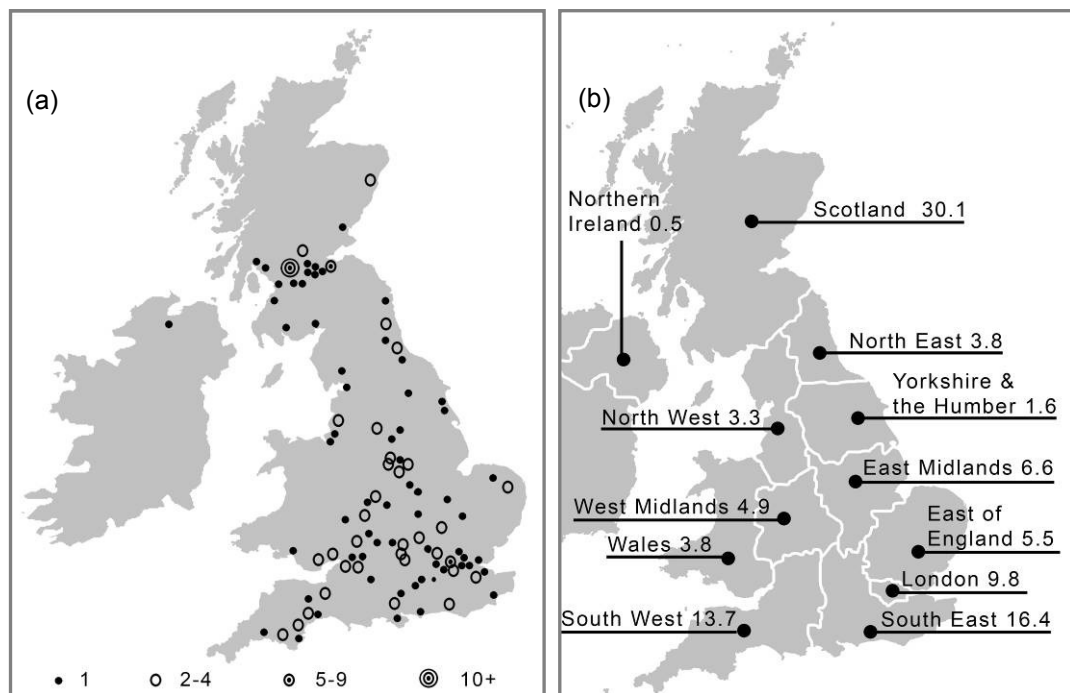 (a)
1
2-4
5-9
10+
(b)
Northern
Ireland 0.5
Scotland 30.1
North East 3.8
Yorkshire &
the Humber 1.6
North West 3.3
East Midlands 6.6
West Midlands 4.9
East of
England 5.5
Wales 3.8
London 9.8
South West 13.7
South East 16.4